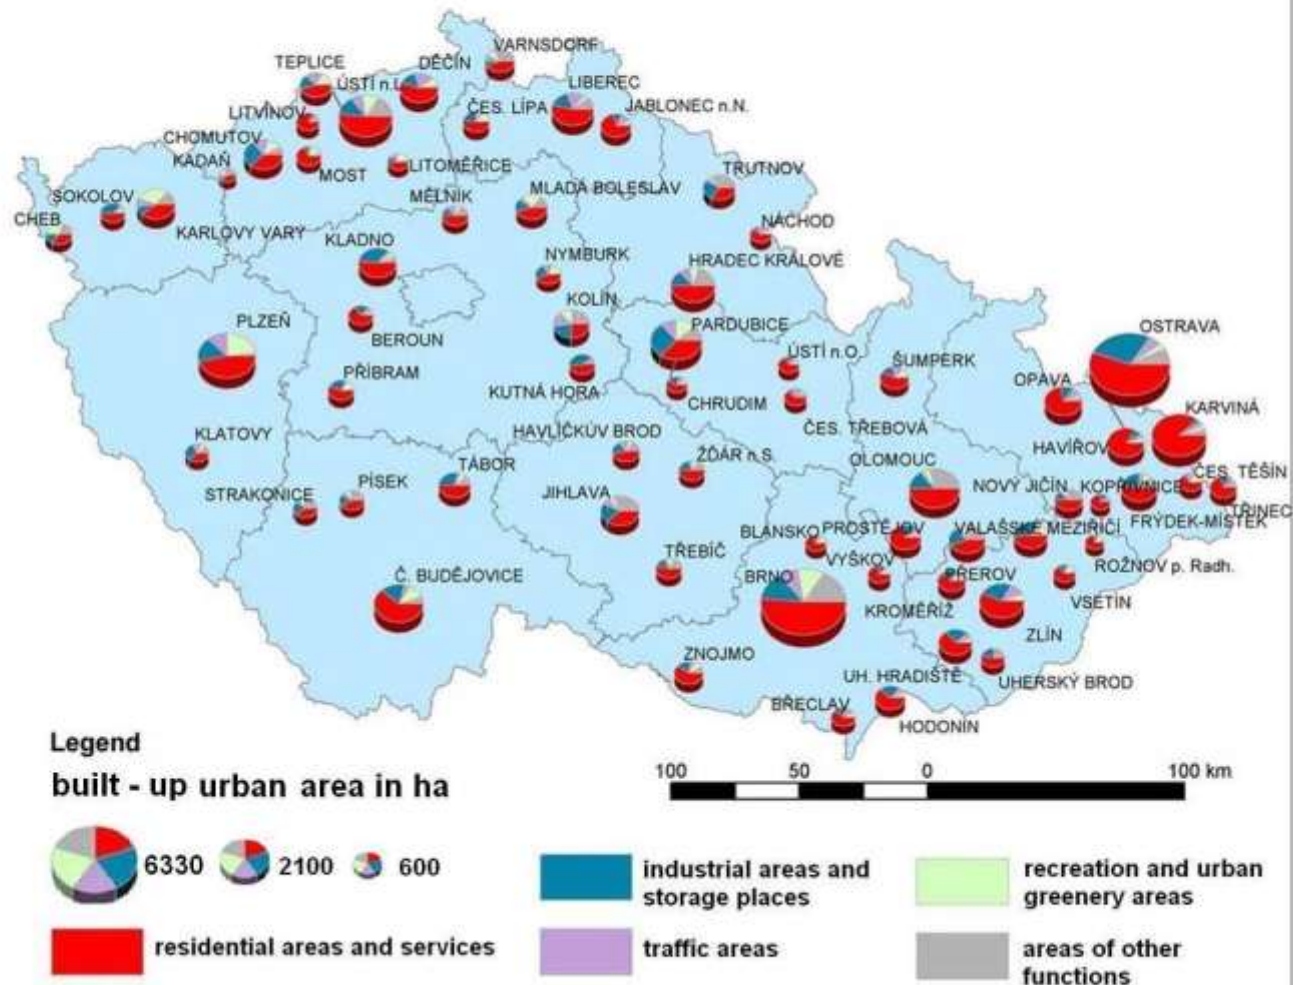 VARNSDORF
TEPLICE
DĚČÍN
ÚSTÍ n.L.
LIBEREC
LITVÍNOV
ČES. LÍPA
JABLONEC n.N.
CHOMUTOV
KADAŇ
MOST
LITOMĚŘICE
TRUTNOV
SOKOLOV
MĚLNÍK
MLADÁ BOLESLAV
CHEB
KARLOVY VARY
NÁCHOD
KLADNO
NYMBURK
HRADEC KRÁLOVÉ
KOLÍN
PLZEŇ
BEROUN
PARDUBICE
OSTRAVA
ÚSTÍ n.O.
ŠUMPERK
PŘÍBRAM
OPAVA
KUTNÁ HORA
CHRUDIM
KARVINÁ
KLATOVY
HAVLÍČKŮV BROD
ČES. TŘEBOVÁ
HAVÍŘOV
ŽĎÁR n.S.
OLOMOUC
TÁBOR
ČES. TĚŠÍN
STRAKONICE
PÍSEK
JIHLAVA
NOVÝ JIČÍN
KOPŘIVNICE
TŘINEC
BLANSKO
PROSTĚJOV
VALAŠSKÉ MEZIŘÍČÍ
FRÝDEK-MÍSTEK
TŘEBÍČ
VYŠKOV
ROŽNOV p. Radh.
Č. BUDĚJOVICE
BRNO
PŘEROV
VSETÍN
KROMĚŘÍŽ
ZLÍN
ZNOJMO
UH. HRADIŠTĚ
UHERSKÝ BROD
BŘECLAV
HODONÍN
Legend
built - up urban area in ha
100 50 0 100 km
6330 2100 600
industrial areas and
storage places
recreation and urban
greenery areas
residential areas and services
traffic areas
areas of other
functions